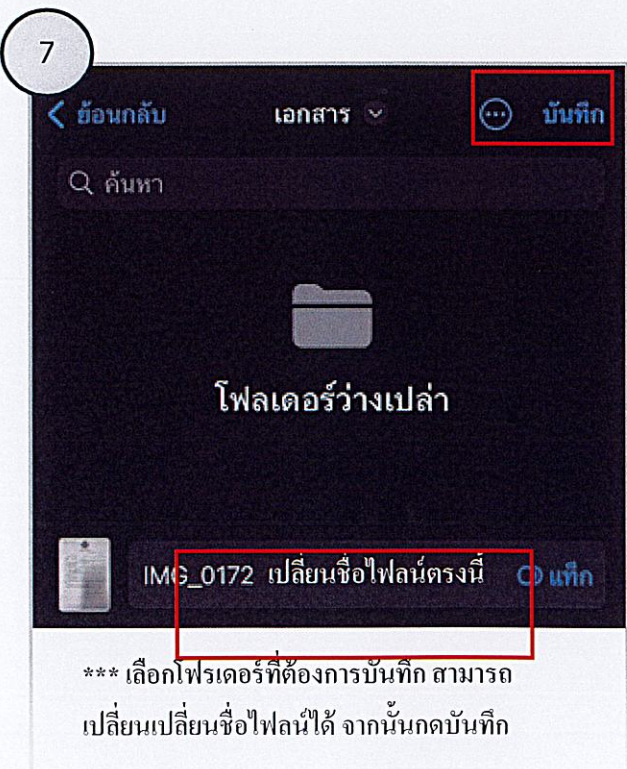 7
ย้อนกลับ เอกสาร บันทึก
ค้นหา
โฟลเดอร์ว่างเปล่า
IMG_0172 เปลี่ยนชื่อไฟลน์ตรงนี้ แท็ก
*** เลือกโฟรเดอร์ที่ต้องการบันทึก สามารถ
เปลี่ยนเปลี่ยนชื่อไฟลน์ได้ จากนั้นกดบันทึก